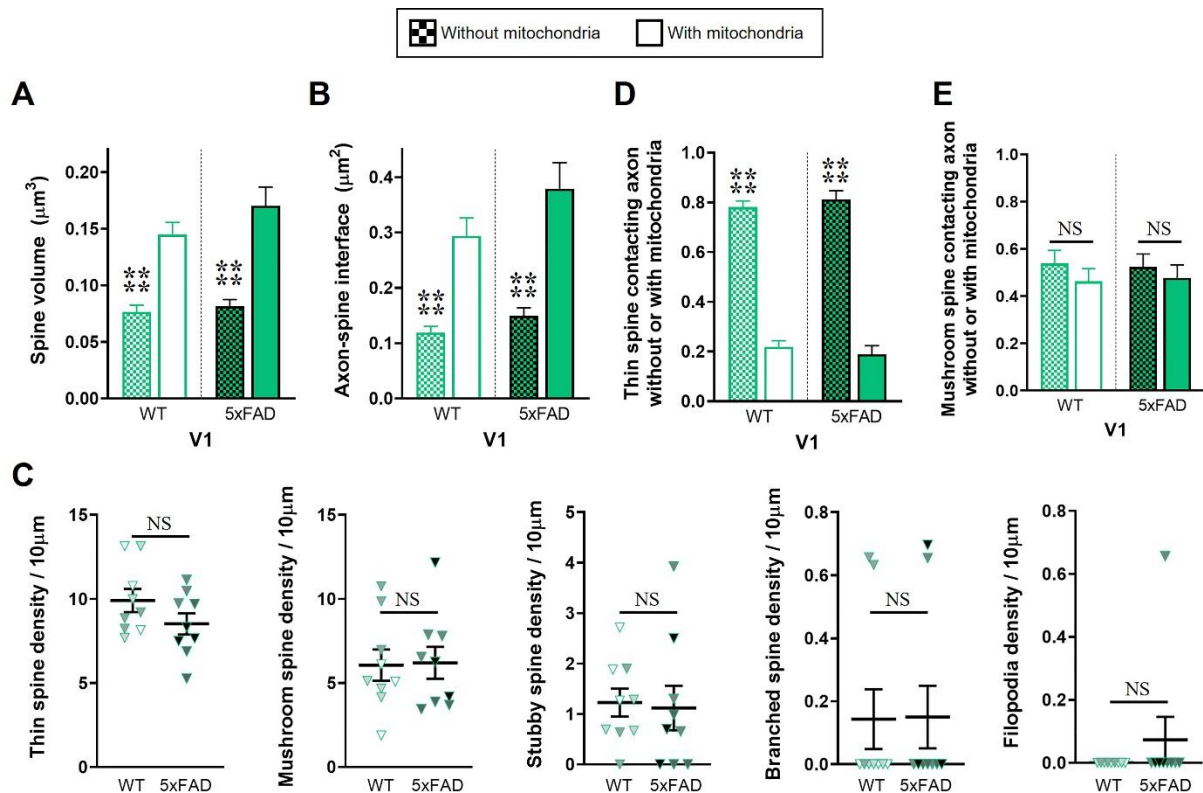 Without mitochondria
With mitochondria
A
Spine volume (μm³)
0.20
0.15
0.10
0.05
0.00
**
**
**
**
WT
5xFAD
V1
B
Axon-spine interface (μm²)
0.4
0.3
0.2
0.1
0.0
**
**
**
**
WT
5xFAD
V1
D
Thin spine contacting axon
without or with mitochondria
1.0
0.8
0.6
0.4
0.2
0.0
**
**
**
**
WT
5xFAD
V1
E
Mushroom spine contacting axon
without or with mitochondria
1.0
0.8
0.6
0.4
0.2
0.0
NS
NS
WT
5xFAD
V1
C
Thin spine density / 10μm
15
10
5
0
NS
WT
5xFAD
Mushroom spine density / 10μm
15
10
5
0
NS
WT
5xFAD
Stubby spine density / 10μm
5
4
3
2
1
0
NS
WT
5xFAD
Branched spine density / 10μm
0.8
0.6
0.4
0.2
0.0
NS
WT
5xFAD
Filopodia density / 10μm
0.8
0.6
0.4
0.2
0.0
NS
WT
5xFAD